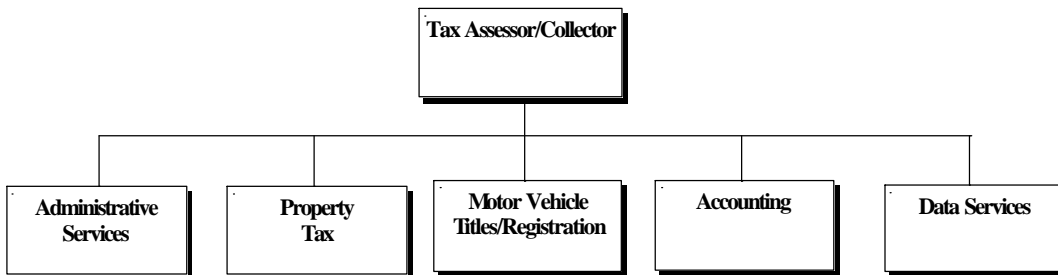 Tax Assessor/Collector
Administrative
Services
Property
Tax
Motor Vehicle
Titles/Registration
Accounting
Data Services